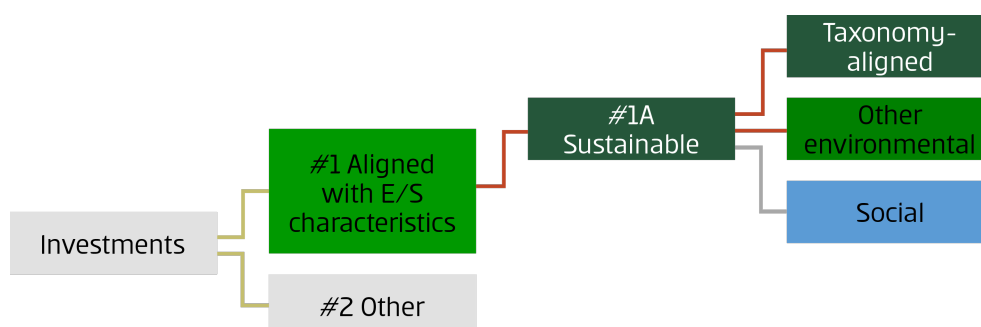 Investments
#1 Aligned
with E/S
characteristics
#2 Other
#1A
Sustainable
Taxonomy-
aligned
Other
environmental
Social